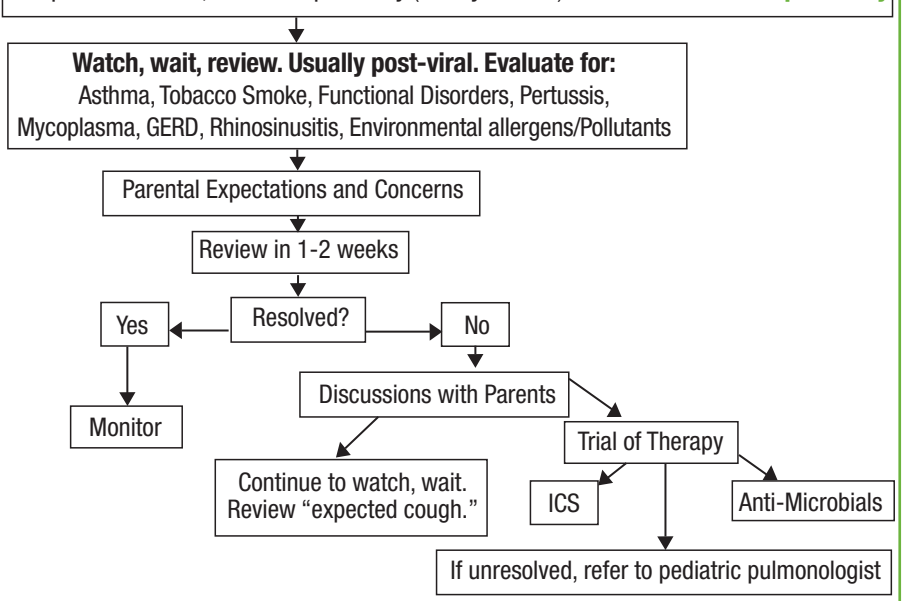 Watch, wait, review. Usually post-viral. Evaluate for:
Asthma, Tobacco Smoke, Functional Disorders, Pertussis,
Mycoplasma, GERD, Rhinosinusitis, Environmental allergens/Pollutants
Parental Expectations and Concerns
Review in 1-2 weeks
Resolved?
Yes
No
Monitor
Discussions with Parents
Continue to watch, wait.
Review “expected cough.”
Trial of Therapy
ICS
Anti-Microbials
If unresolved, refer to pediatric pulmonologist